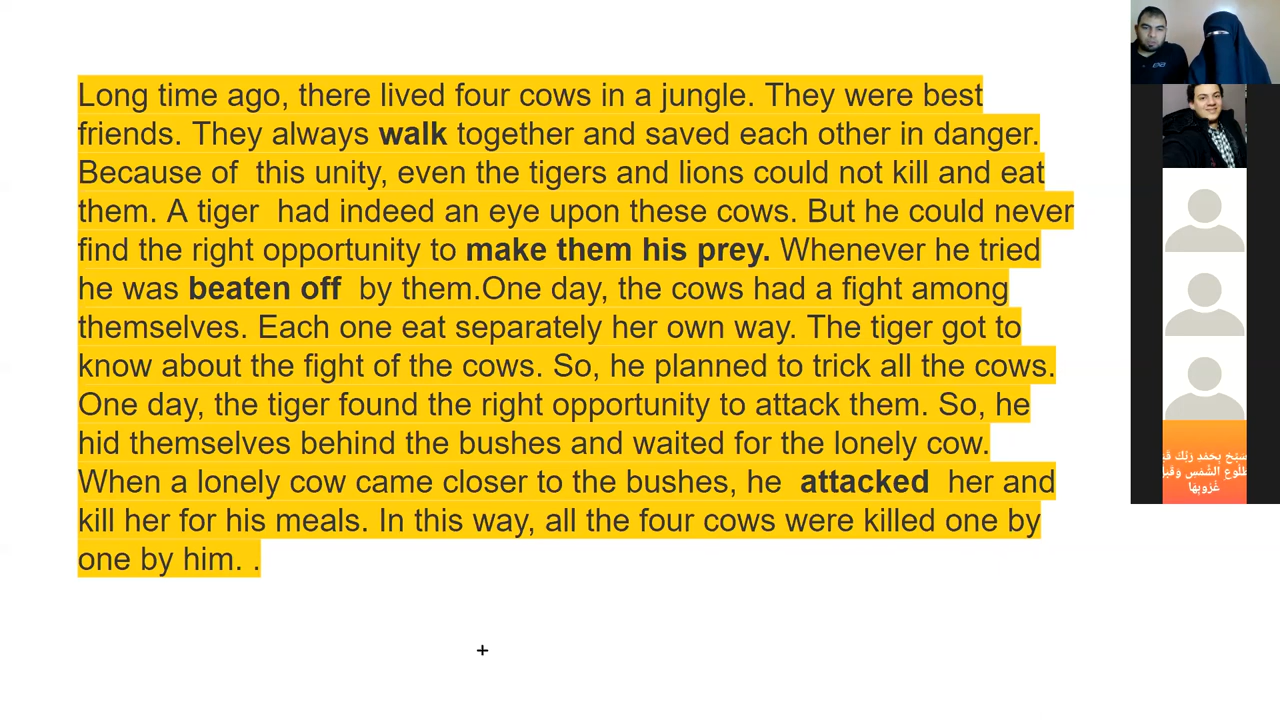 Long time ago, there lived four cows in a jungle. They were best
friends. They always walk together and saved each other in danger.
Because of  this unity, even the tigers and lions could not kill and eat
them. A tiger  had indeed an eye upon these cows. But he could never
find the right opportunity to make them his prey. Whenever he tried
he was beaten off  by them.One day, the cows had a fight among
themselves. Each one eat separately her own way. The tiger got to
know about the fight of the cows. So, he planned to trick all the cows.
One day, the tiger found the right opportunity to attack them. So, he
hid themselves behind the bushes and waited for the lonely cow.
When a lonely cow came closer to the bushes, he  attacked  her and
kill her for his meals. In this way, all the four cows were killed one by
one by him. .
بِحَمْدِ رَبِّكَ
الشَّمْسِ
غُرُوبِهَا